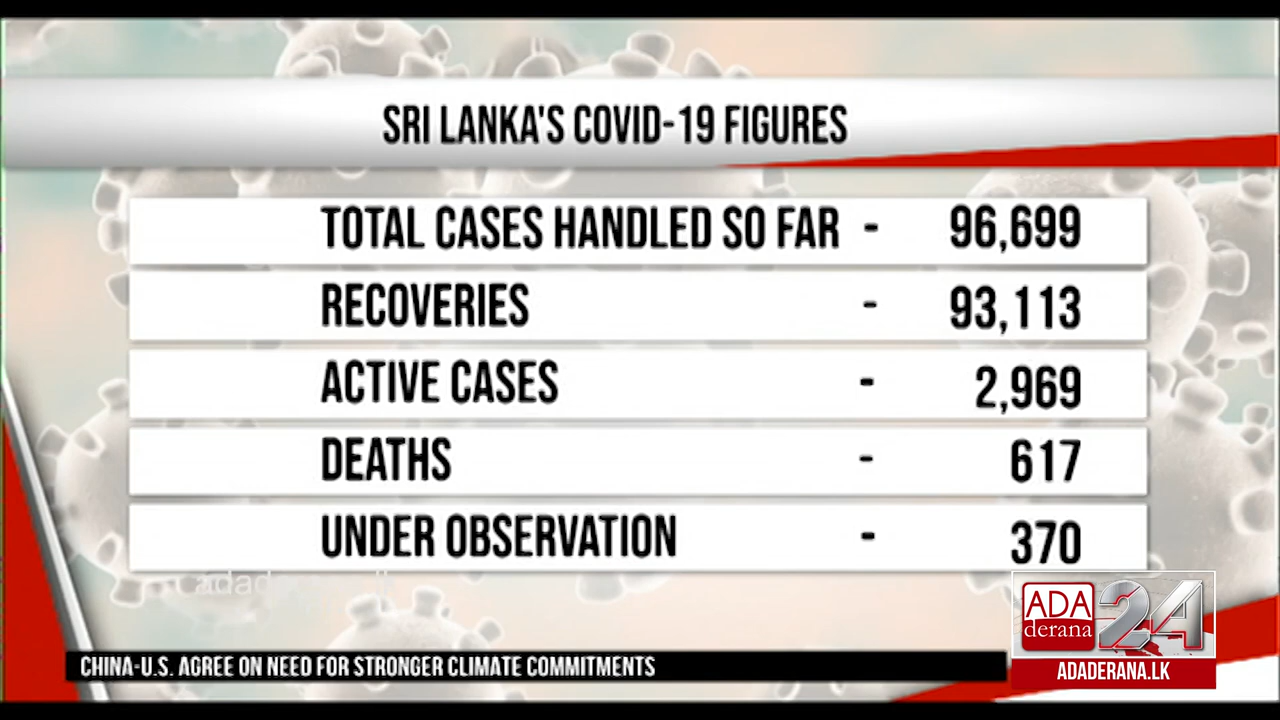 SRI LANKA'S COVID-19 FIGURES
TOTAL CASES HANDLED SO FAR - 96,699
RECOVERIES - 93,113
ACTIVE CASES - 2,969
DEATHS - 617
UNDER OBSERVATION - 370
ADA
derana 24
CHINA-U.S. AGREE ON NEED FOR STRONGER CLIMATE COMMITMENTS
ADADERANA.LK